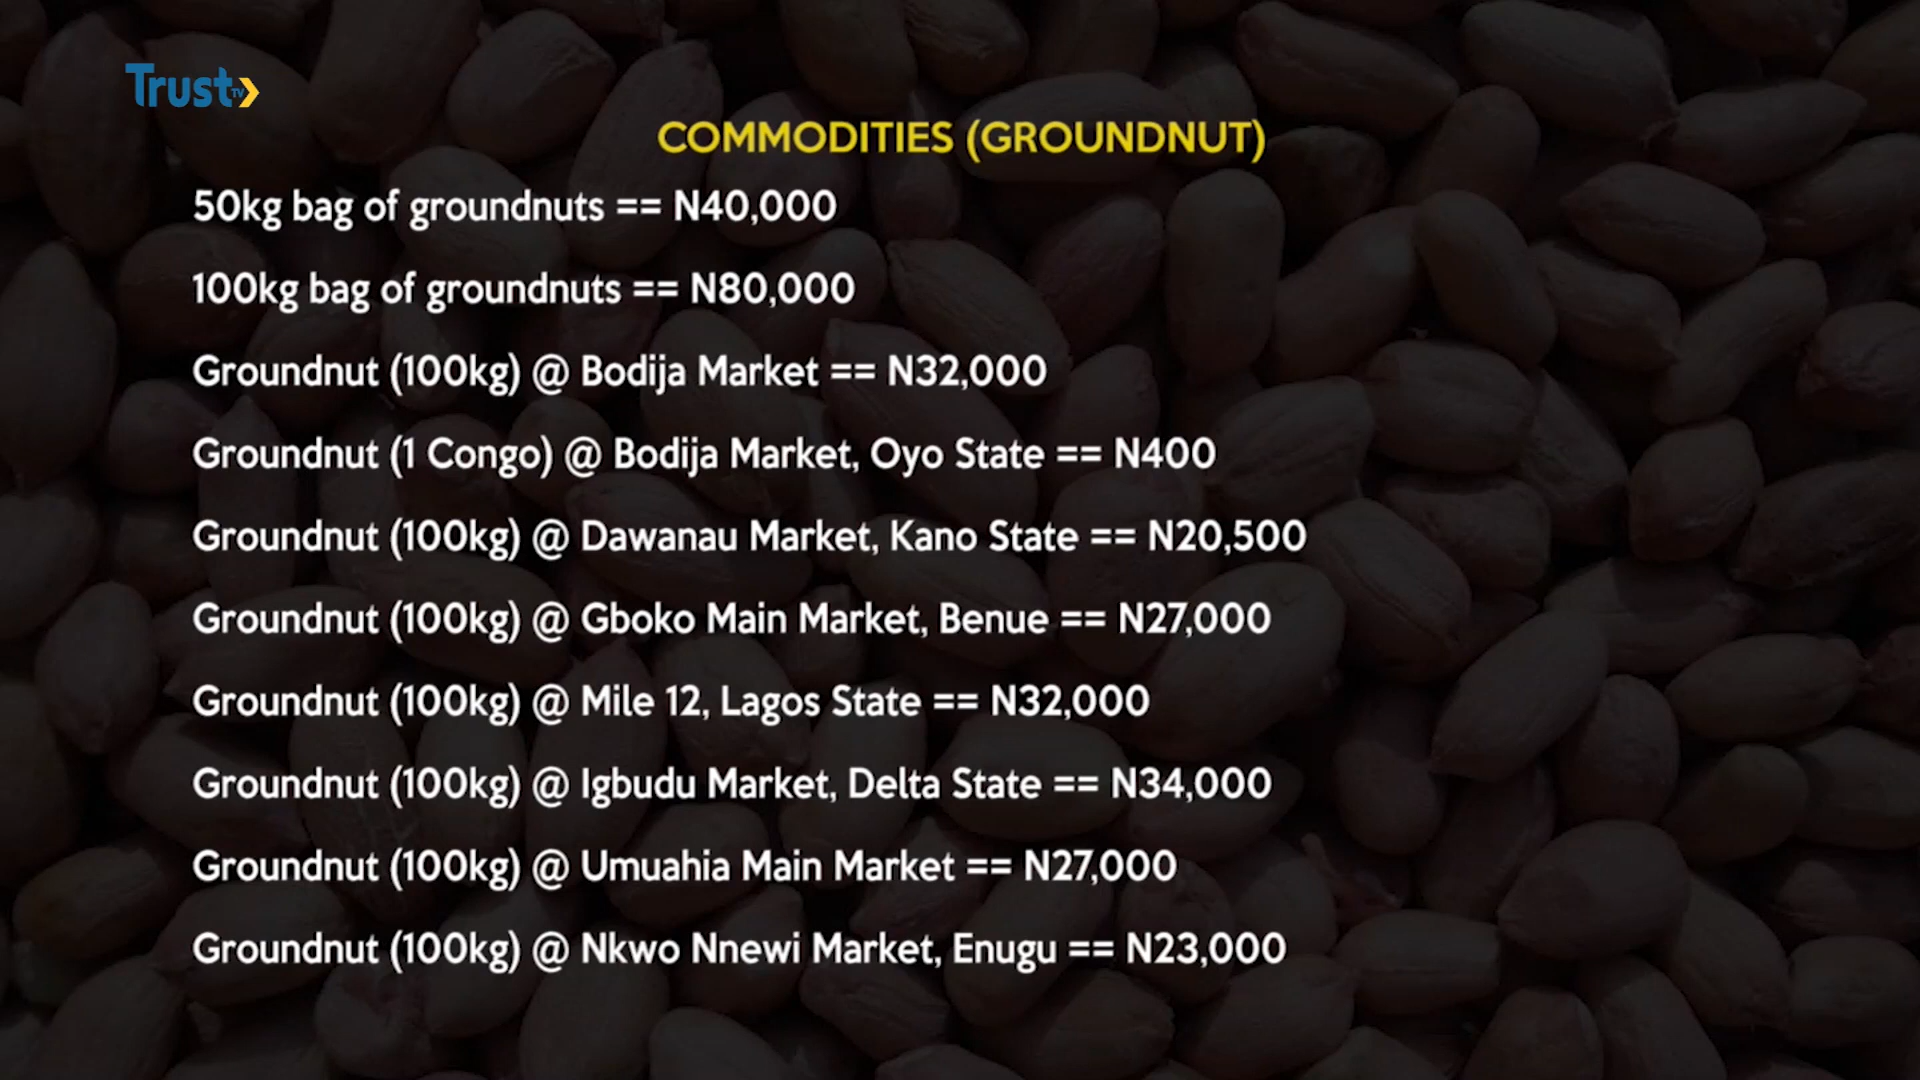 Trust TV
COMMODITIES (GROUNDNUT)
50kg bag of groundnuts == N40,000
100kg bag of groundnuts == N80,000
Groundnut (100kg) @ Bodija Market == N32,000
Groundnut (1 Congo) @ Bodija Market, Oyo State == N400
Groundnut (100kg) @ Dawanau Market, Kano State == N20,500
Groundnut (100kg) @ Gboko Main Market, Benue == N27,000
Groundnut (100kg) @ Mile 12, Lagos State == N32,000
Groundnut (100kg) @ Igbudu Market, Delta State == N34,000
Groundnut (100kg) @ Umuahia Main Market == N27,000
Groundnut (100kg) @ Nkwo Nnewi Market, Enugu == N23,000